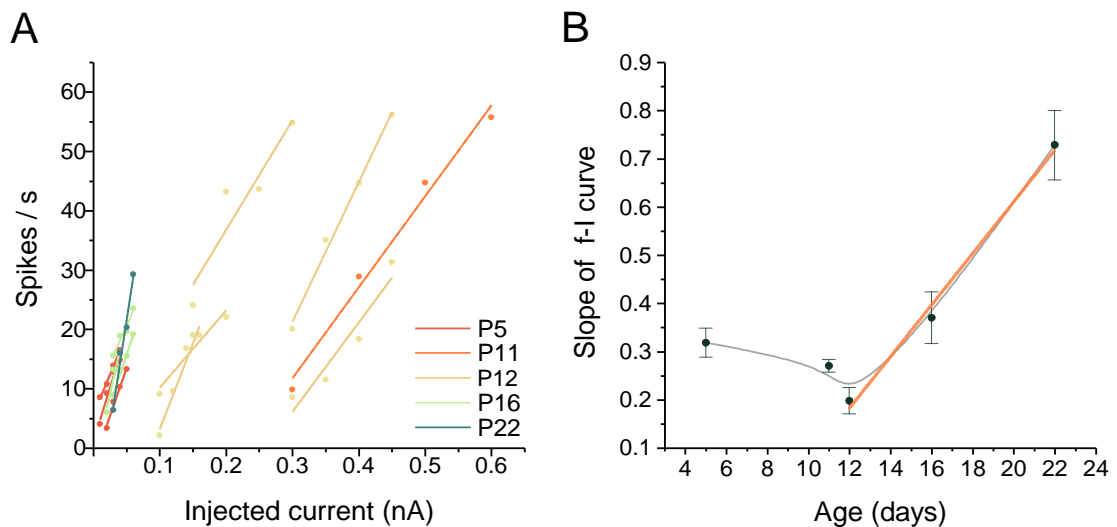 A
Spikes / s
60
50
40
30
20
10
0
0.1 0.2 0.3 0.4 0.5 0.6
Injected current (nA)
P5
P11
P12
P16
P22
B
Slope of f-I curve
0.9
0.8
0.7
0.6
0.5
0.4
0.3
0.2
0.1
4 6 8 10 12 14 16 18 20 22 24
Age (days)